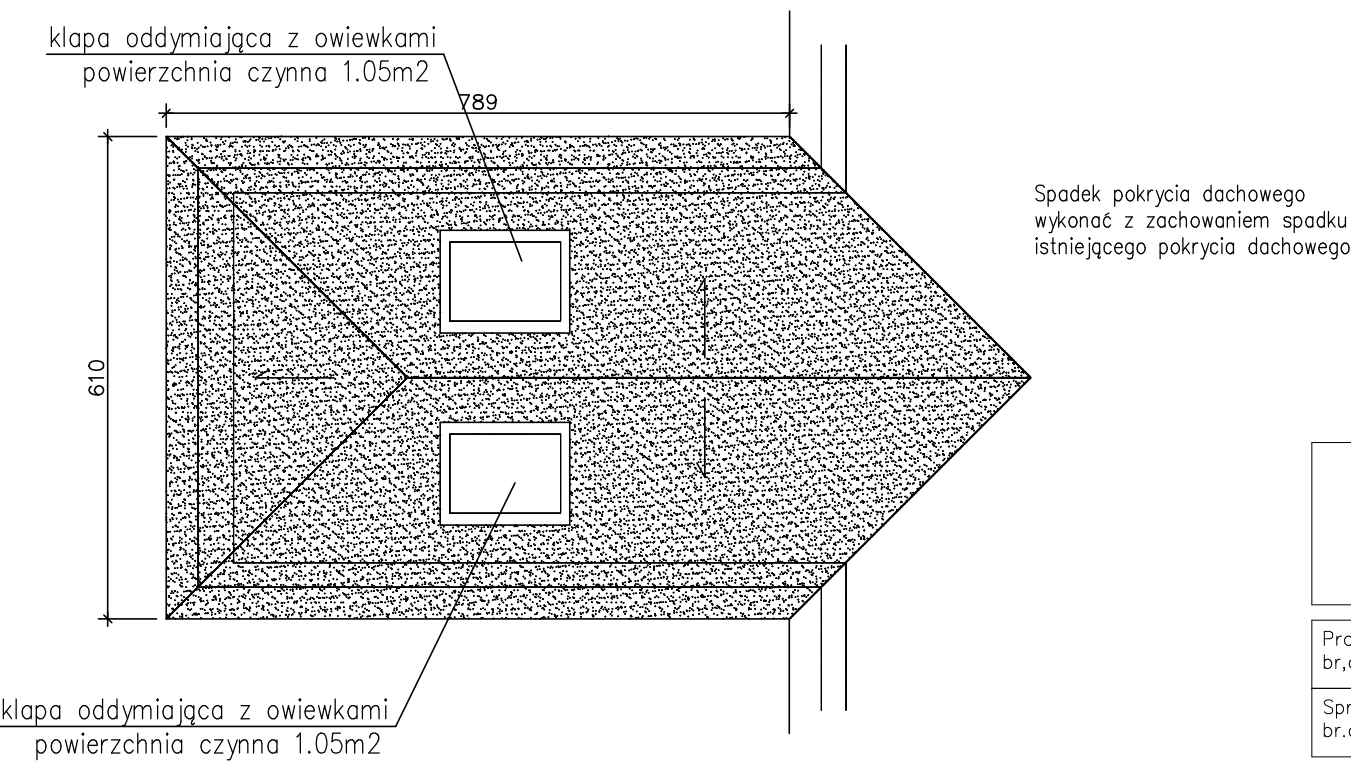 klapa oddymiająca z owiewkami
powierzchnia czynna 1.05m2
789
610
Spadek pokrycia dachowego
wykonać z zachowaniem spadku
istniejącego pokrycia dachowego
klapa oddymiająca z owiewkami
powierzchnia czynna 1.05m2